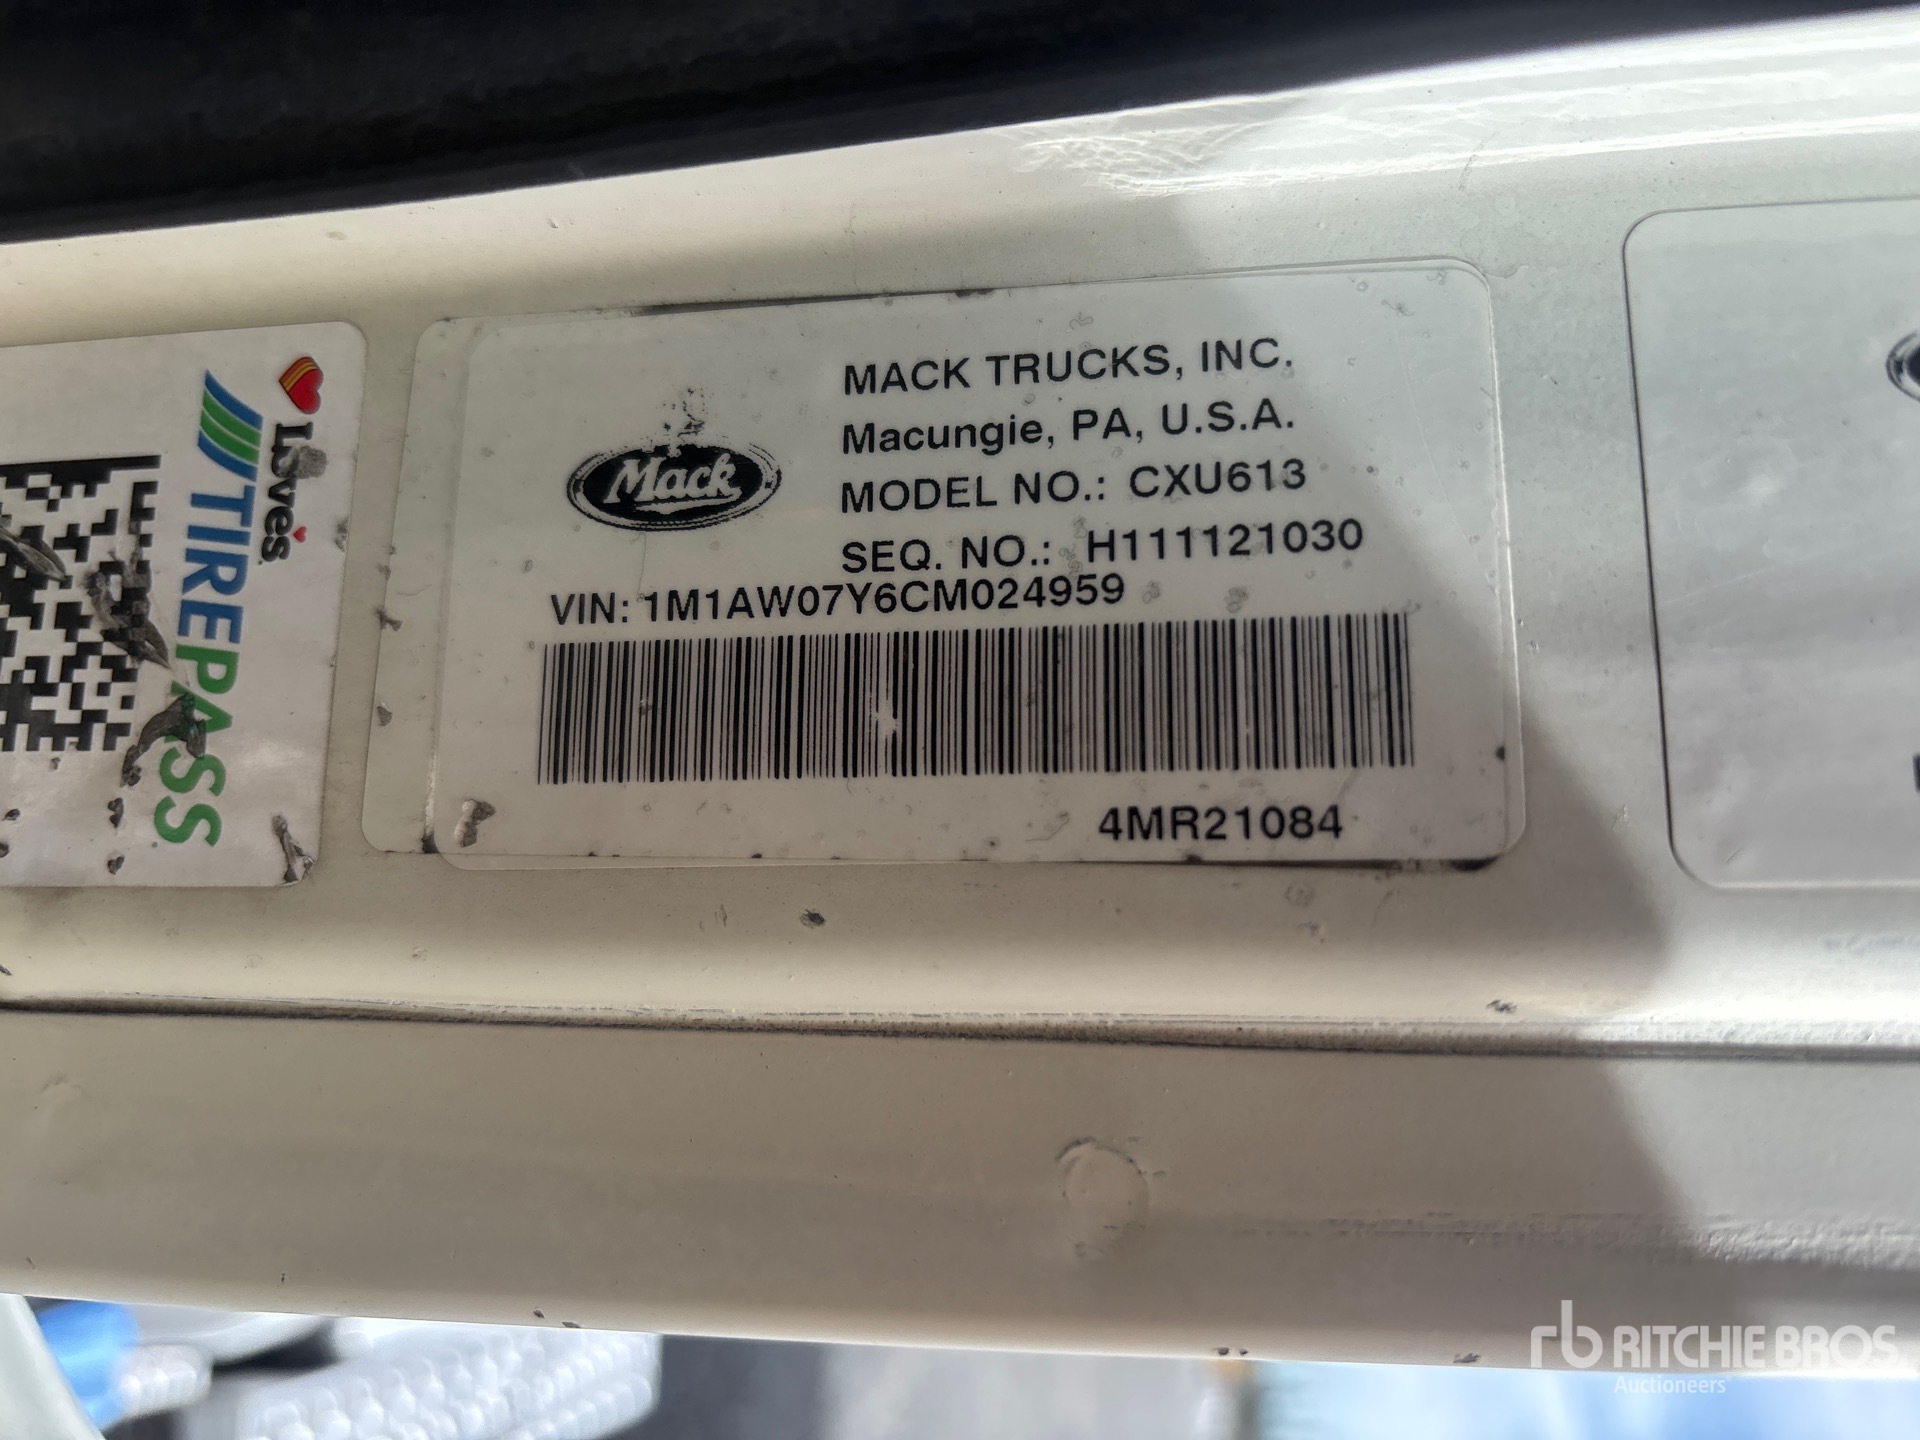 Love's
TIREPASS
Mack
MACK TRUCKS, INC.
Macungie, PA, U.S.A.
MODEL NO.: CXU613
SEQ. NO.: H111121030
VIN: 1M1AW07Y6CM024959
4MR21084
rb RITCHIE BROS.
Auctioneers